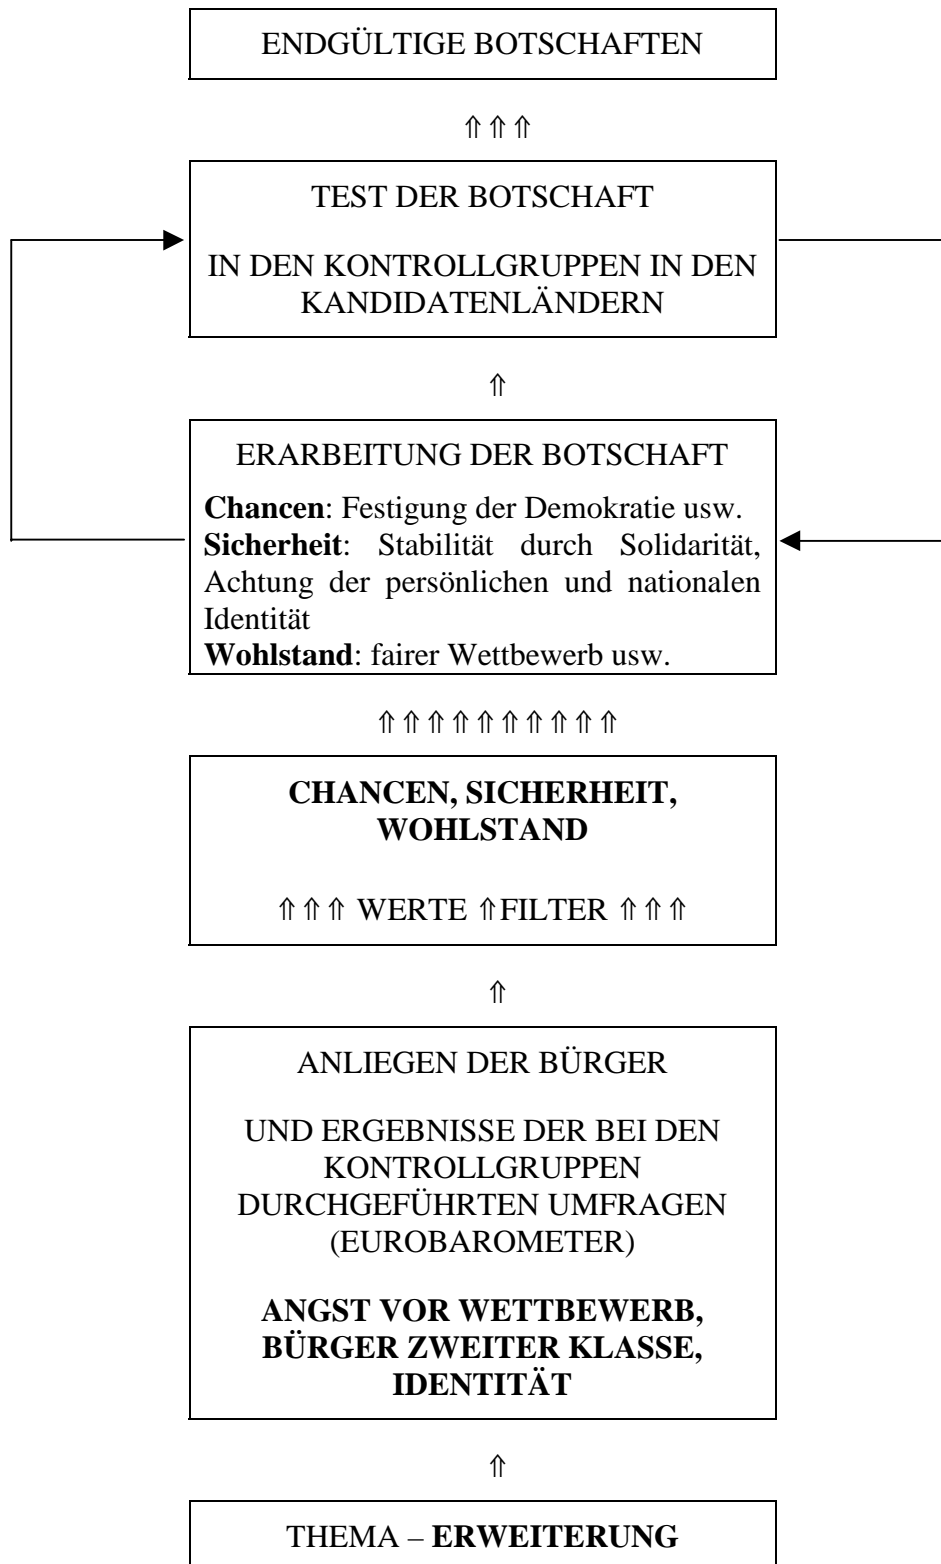 ENDGÜLTIGE BOTSCHAFTEN
⇑ ⇑ ⇑
TEST DER BOTSCHAFT
IN DEN KONTROLLGRUPPEN IN DEN
KANDIDATENLÄNDERN
⇑
ERARBEITUNG DER BOTSCHAFT
Chancen: Festigung der Demokratie usw.
Sicherheit: Stabilität durch Solidarität,
Achtung der persönlichen und nationalen
Identität
Wohlstand: fairer Wettbewerb usw.
⇑ ⇑ ⇑ ⇑ ⇑ ⇑ ⇑ ⇑ ⇑ ⇑
CHANCEN, SICHERHEIT,
WOHLSTAND
⇑ ⇑ ⇑ WERTE ⇑FILTER ⇑ ⇑ ⇑
⇑
ANLIEGEN DER BÜRGER
UND ERGEBNISSE DER BEI DEN
KONTROLLGRUPPEN
DURCHGEFÜHRTEN UMFRAGEN
(EUROBAROMETER)
ANGST VOR WETTBEWERB,
BÜRGER ZWEITER KLASSE,
IDENTITÄT
⇑
THEMA – ERWEITERUNG